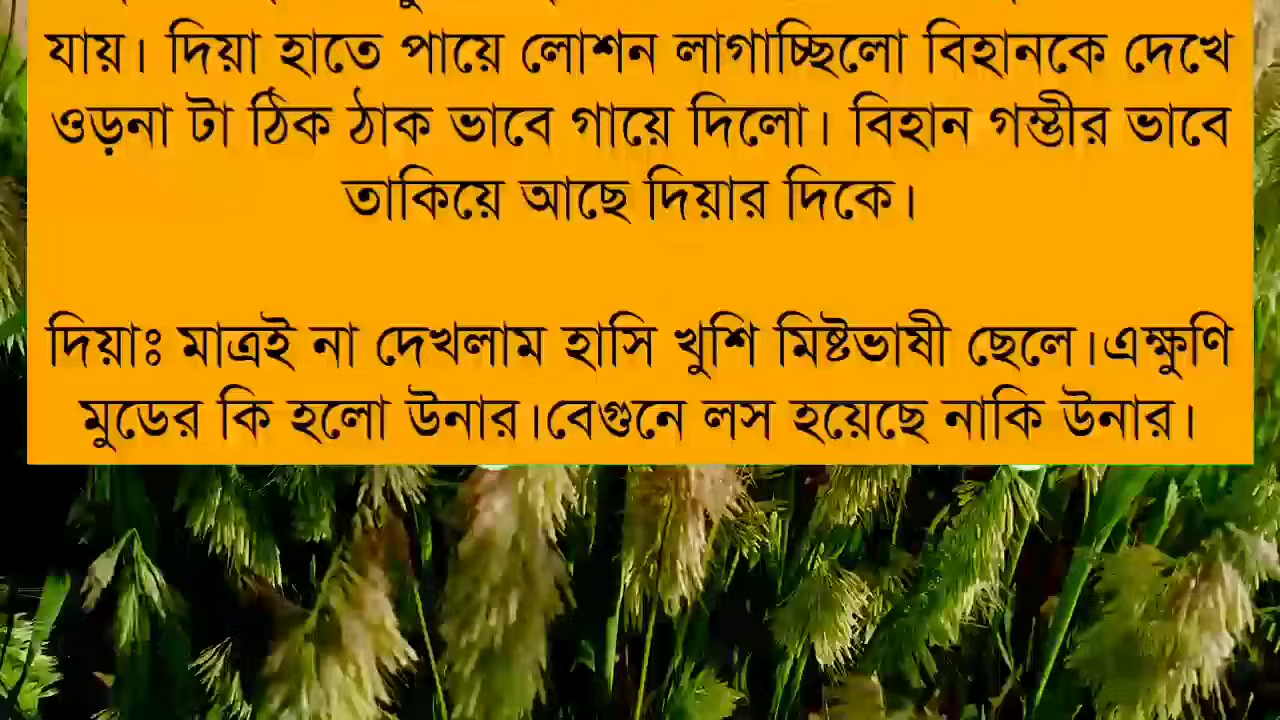 যায়। দিয়া হাতে পায়ে লোশন লাগাচ্ছিলো বিহানকে দেখে
ওড়না টা ঠিক ঠাক ভাবে গায়ে দিলো। বিহান গম্ভীর ভাবে
তাকিয়ে আছে দিয়ার দিকে।
দিয়াঃ মাত্রই না দেখলাম হাসি খুশি মিষ্টভাষী ছেলে।এক্ষুণি
মুডের কি হলো উনার।বেগুনে লস হয়েছে নাকি উনার।